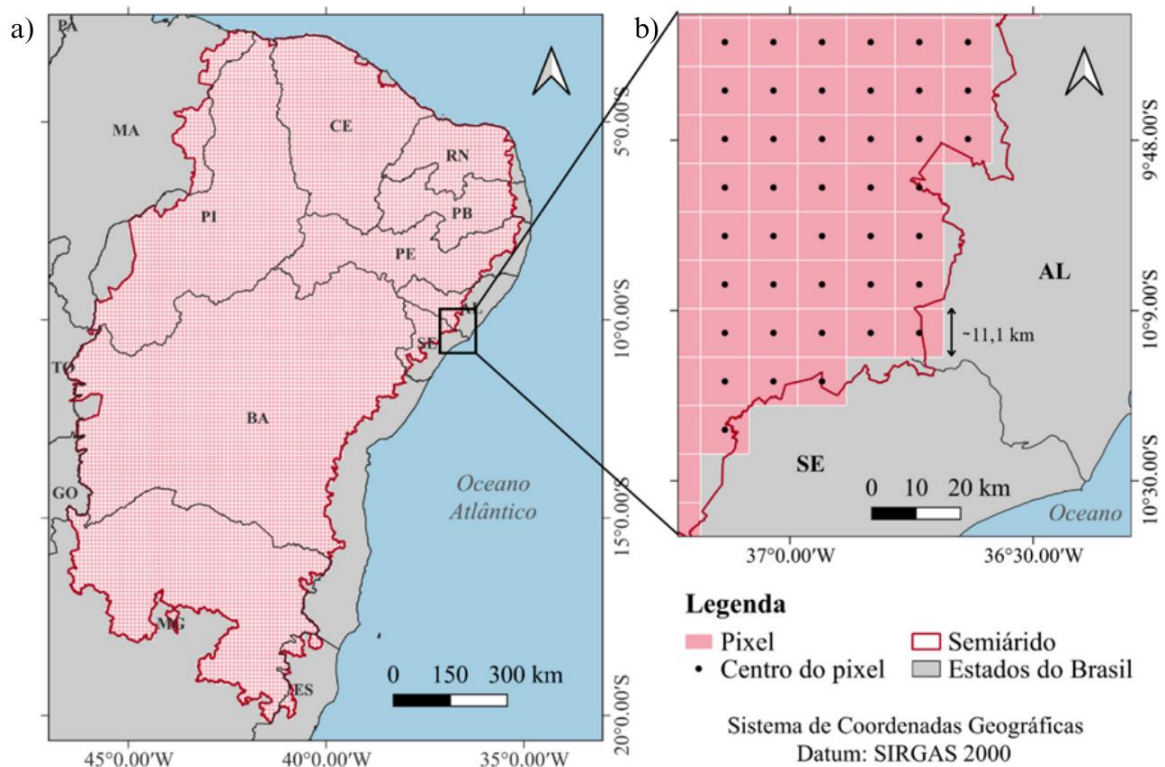 a)
PA
MA
CE
RN
PB
PI
PE
AL
SE
TO
BA
GO
MG
ES
Oceano
Atlântico
0 150 300 km
5°0.00'S
10°0.00'S
15°0.00'S
20°0.00'S
45°0.00'W 40°0.00'W 35°0.00'W
b)
AL
~11,1 km
SE
0 10 20 km
Oceano
9°48.00'S
10°9.00'S
10°30.00'S
37°0.00'W 36°30.00'W
Legenda
Pixel
Semiárido
Centro do pixel
Estados do Brasil
Sistema de Coordenadas Geográficas
Datum: SIRGAS 2000